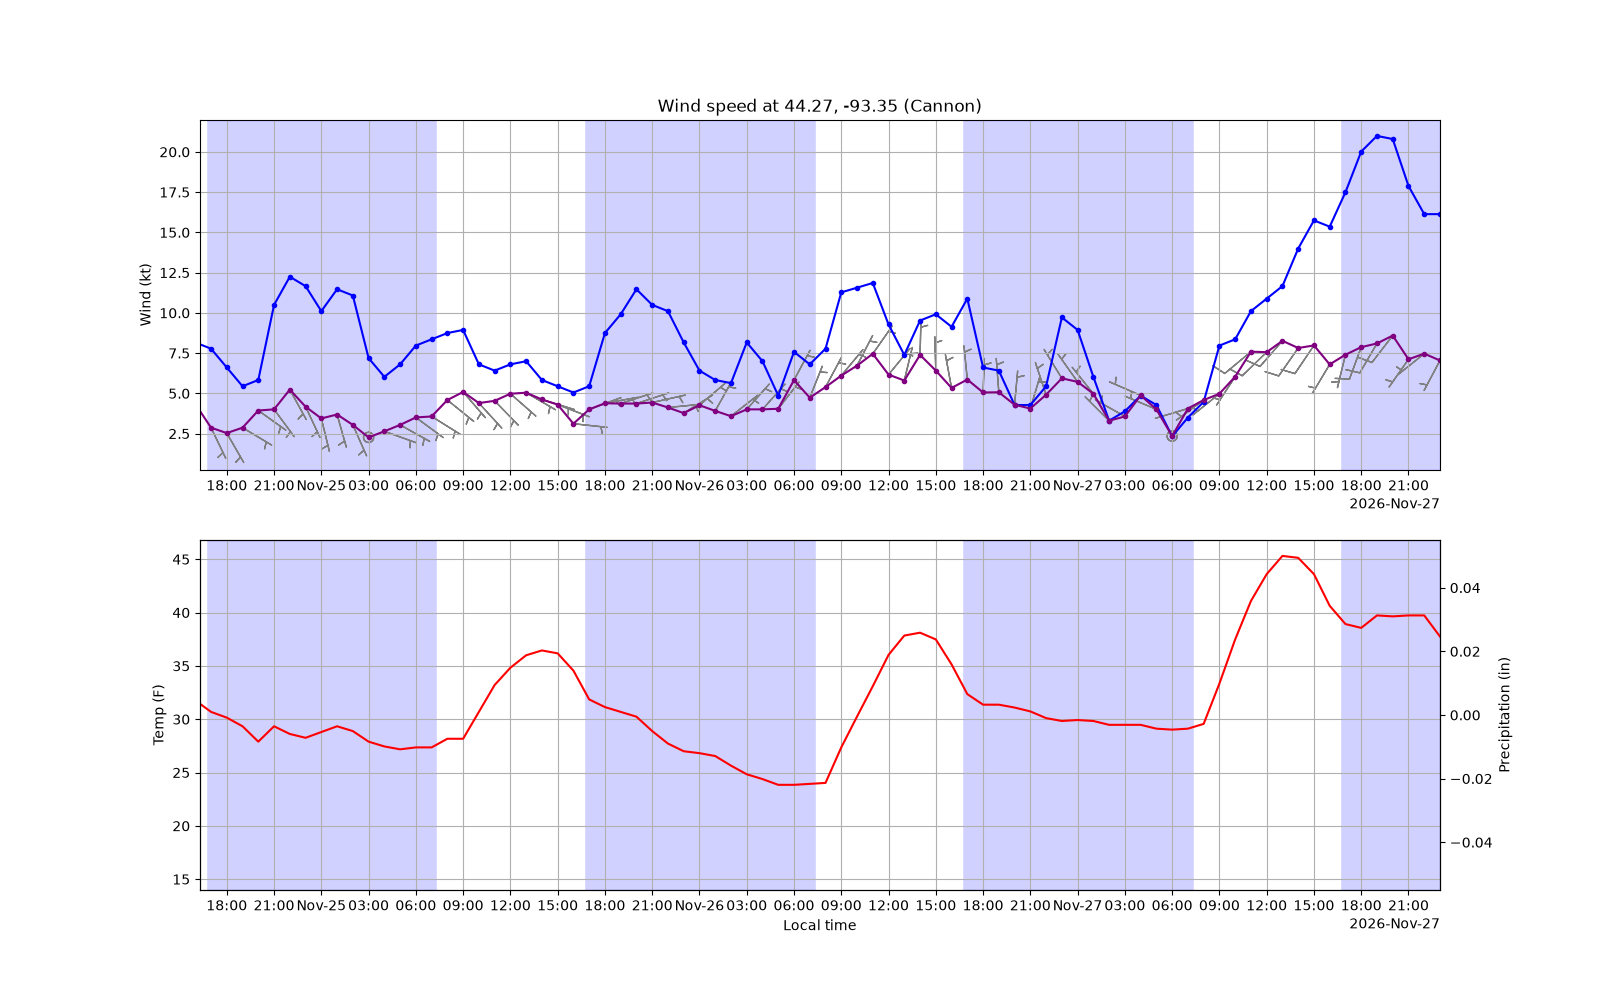 Wind speed at 44.27, -93.35 (Cannon)
20.0
17.5
15.0
12.5
10.0
7.5
5.0
2.5
Wind (kt)
18:00 21:00 Nov-25 03:00 06:00 09:00 12:00 15:00 18:00 21:00 Nov-26 03:00 06:00 09:00 12:00 15:00 18:00 21:00 Nov-27 03:00 06:00 09:00 12:00 15:00 18:00 21:00
2026-Nov-27
45
40
35
30
25
20
15
Temp (F)
0.04
0.02
0.00
−0.02
−0.04
Precipitation (in)
18:00 21:00 Nov-25 03:00 06:00 09:00 12:00 15:00 18:00 21:00 Nov-26 03:00 06:00 09:00 12:00 15:00 18:00 21:00 Nov-27 03:00 06:00 09:00 12:00 15:00 18:00 21:00
Local time
2026-Nov-27